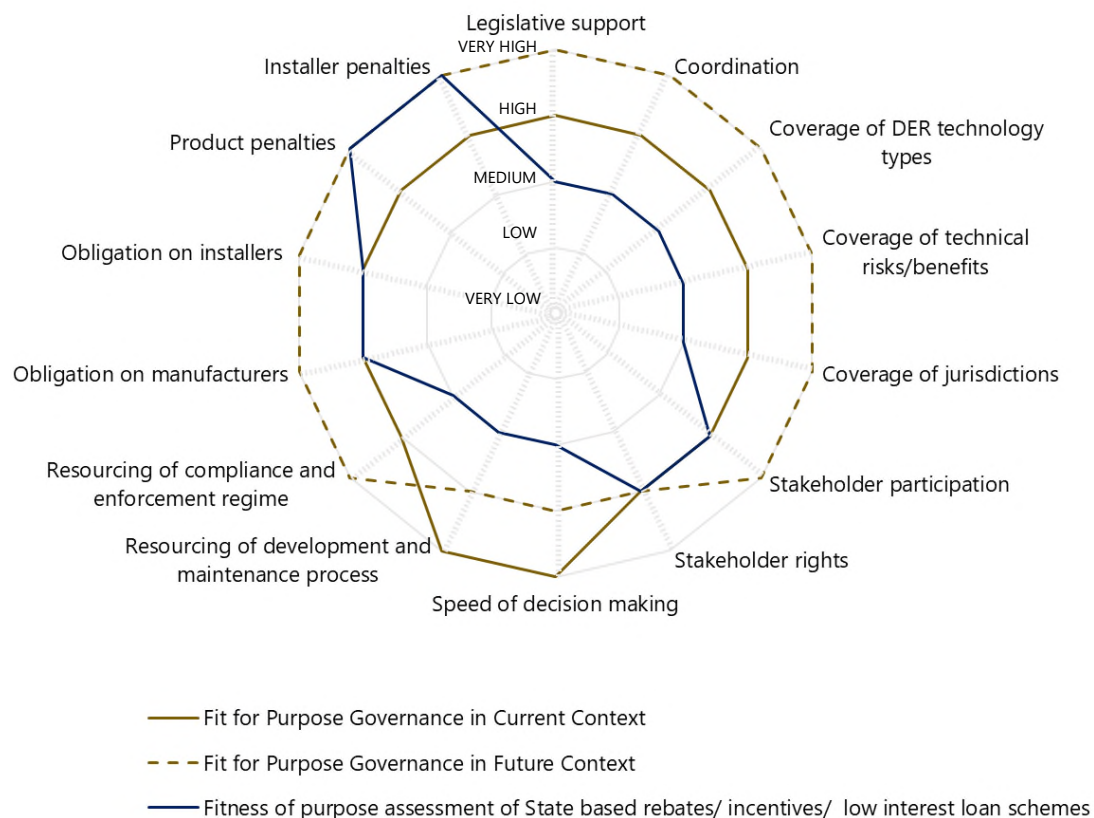 Legislative support
VERY HIGH
Installer penalties
Coordination
HIGH
Product penalties
Coverage of DER technology
types
MEDIUM
LOW
Obligation on installers
Coverage of technical
risks/benefits
VERY LOW
Obligation on manufacturers
Coverage of jurisdictions
Resourcing of compliance and
enforcement regime
Stakeholder participation
Resourcing of development and
maintenance process
Stakeholder rights
Speed of decision making
Fit for Purpose Governance in Current Context
Fit for Purpose Governance in Future Context
Fitness of purpose assessment of State based rebates/ incentives/ low interest loan schemes